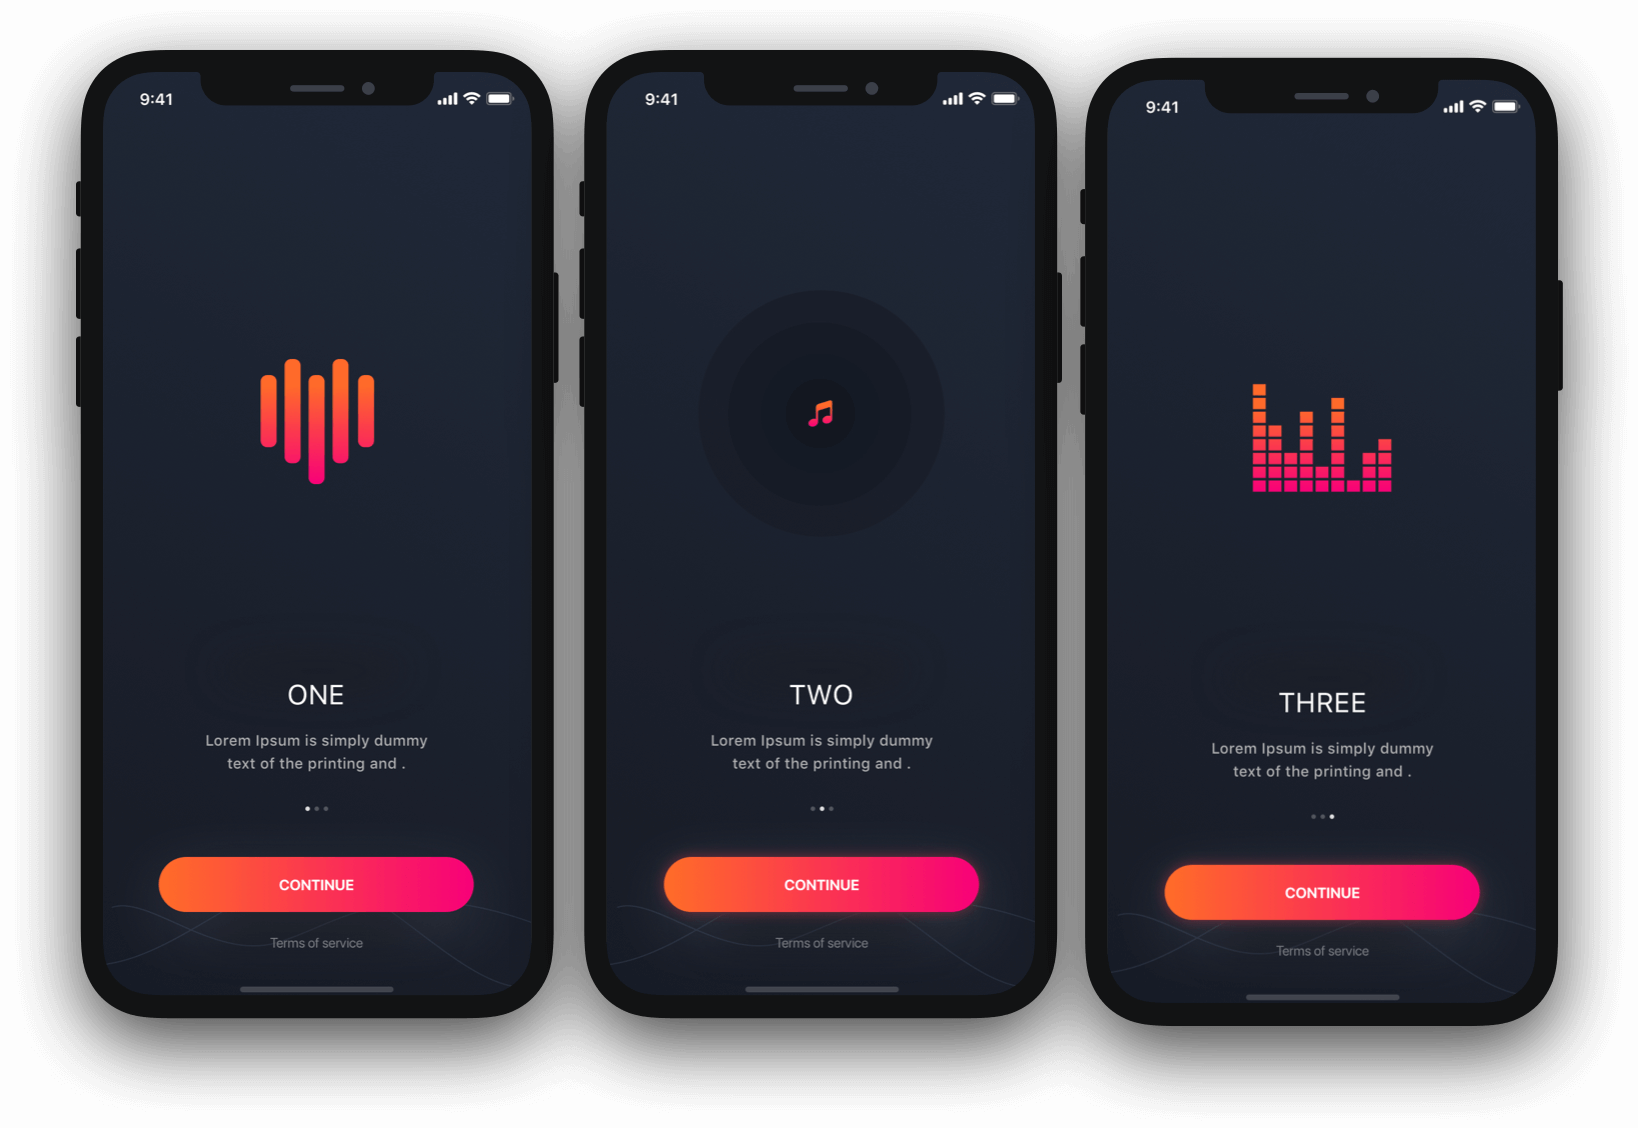 9:41
ONE
Lorem Ipsum is simply dummy
text of the printing and .
CONTINUE
Terms of service
9:41
TWO
Lorem Ipsum is simply dummy
text of the printing and .
CONTINUE
Terms of service
9:41
THREE
Lorem Ipsum is simply dummy
text of the printing and .
CONTINUE
Terms of service